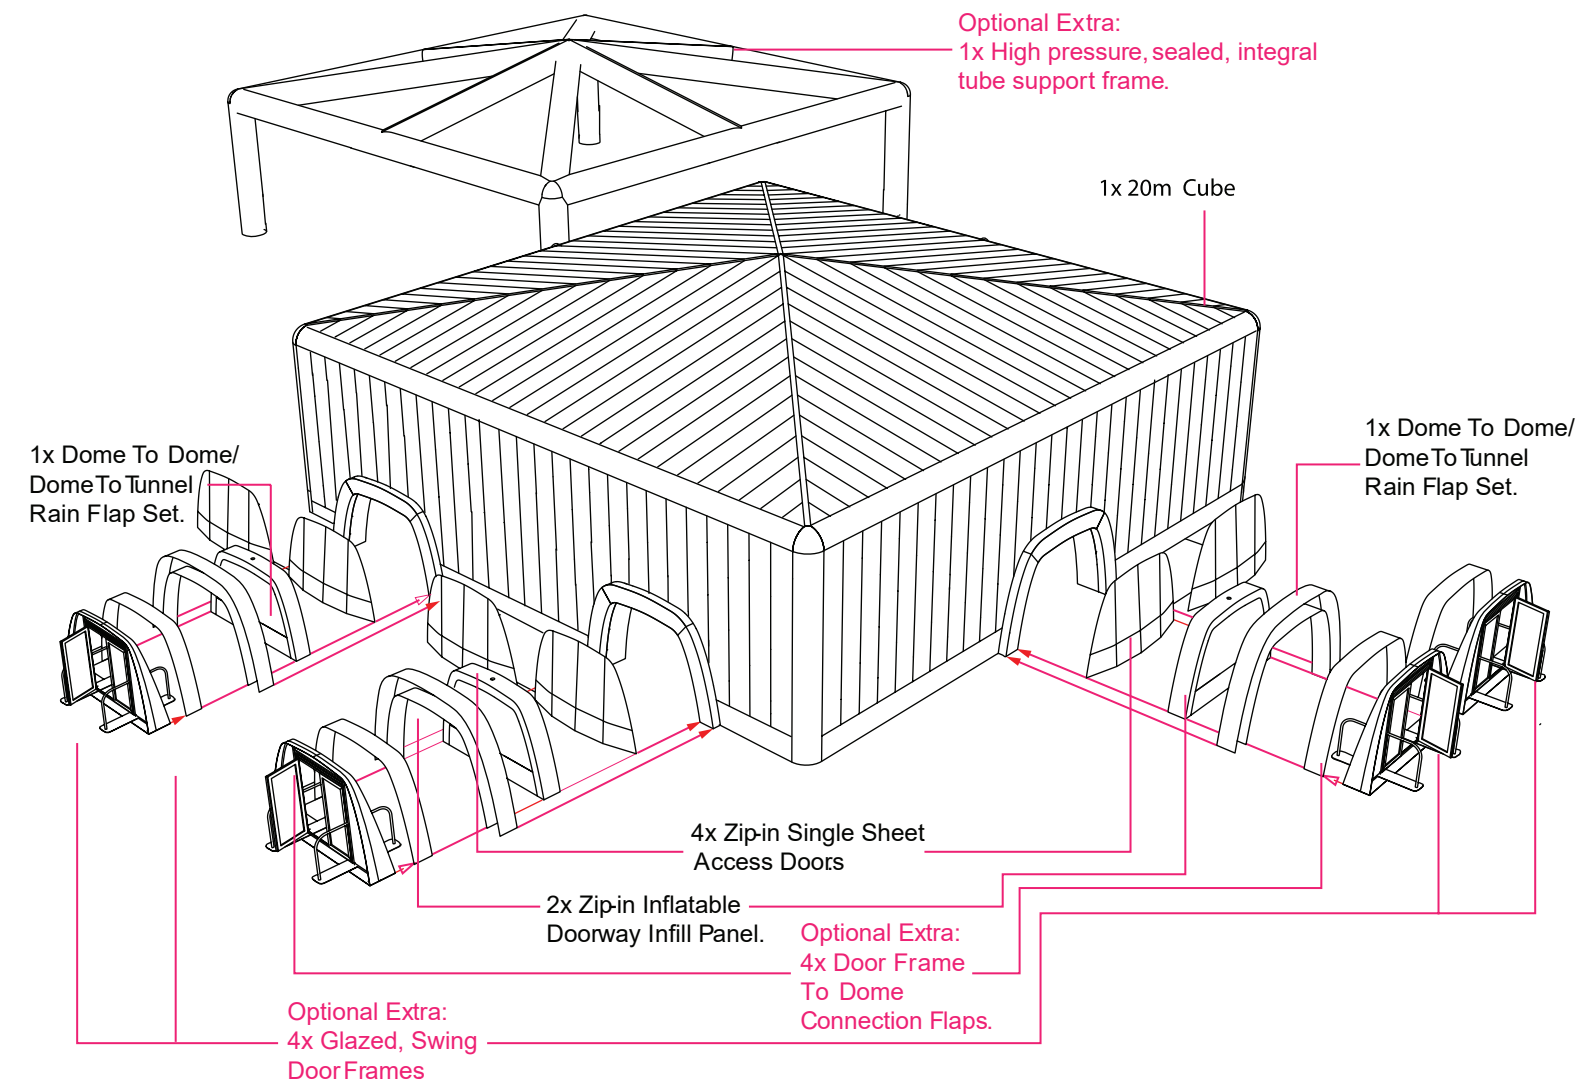 Optional Extra:
1x High pressure, sealed, integral
tube support frame.
1x 20m Cube
1x Dome To Dome/
Dome To Tunnel
Rain Flap Set.
1x Dome To Dome/
Dome To Tunnel
Rain Flap Set.
4x Zip-in Single Sheet
Access Doors
2x Zip-in Inflatable
Doorway Infill Panel.
Optional Extra:
4x Door Frame
To Dome
Connection Flaps.
Optional Extra:
4x Glazed, Swing
Door Frames